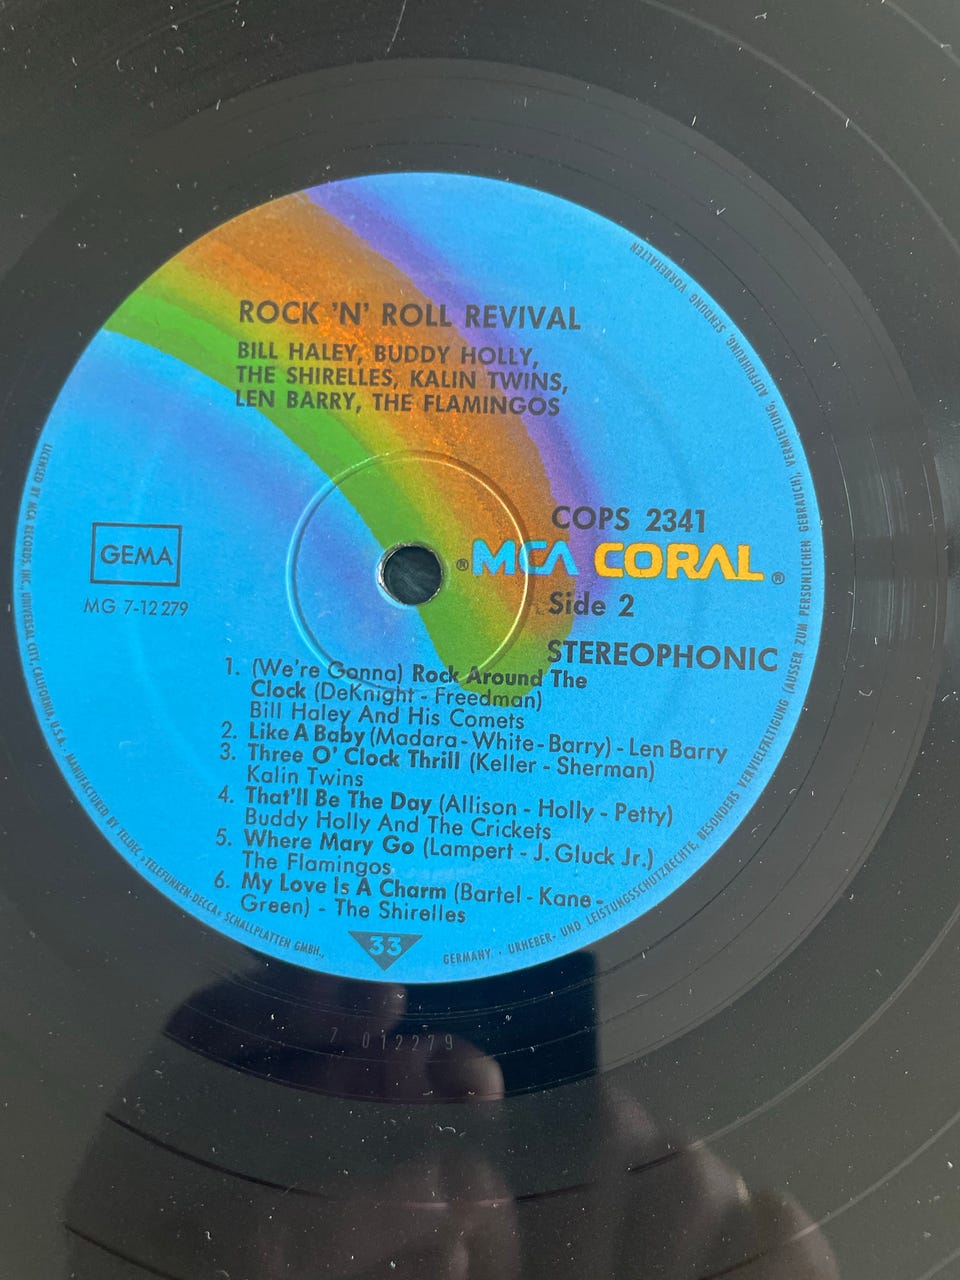 ROCK 'N' ROLL REVIVAL
BILL HALEY, BUDDY HOLLY,
THE SHIRELLES, KALIN TWINS,
LEN BARRY, THE FLAMINGOS
COPS 2341
® MCA CORAL ®
Side 2
STEREOPHONIC
GEMA
MG 7-12 279
1. (We're Gonna) Rock Around The
Clock (DeKnight - Freedman)
Bill Haley And His Comets
2. Like A Baby (Madara - White - Barry) - Len Barry
3. Three O' Clock Thrill (Keller - Sherman)
Kalin Twins
4. That'll Be The Day (Allison - Holly - Petty)
Buddy Holly And The Crickets
5. Where Mary Go (Lampert - J. Gluck Jr.)
The Flamingos
6. My Love Is A Charm (Bartel - Kane -
Green) - The Shirelles
33
LICENSED BY MCA RECORDS, INC., UNIVERSAL CITY, CALIFORNIA, U.S.A. · MANUFACTURED BY TELDEC »TELEFUNKEN-DECCA« SCHALLPLATTEN GMBH., GERMANY · URHEBER- UND LEISTUNGSSCHUTZRECHTE, BESONDERS VERVIELFÄLTIGUNG (AUSSER ZUM PERSÖNLICHEN GEBRAUCH), VERMIETUNG, AUFFÜHRUNG, SENDUNG VORBEHALTEN
7 012279